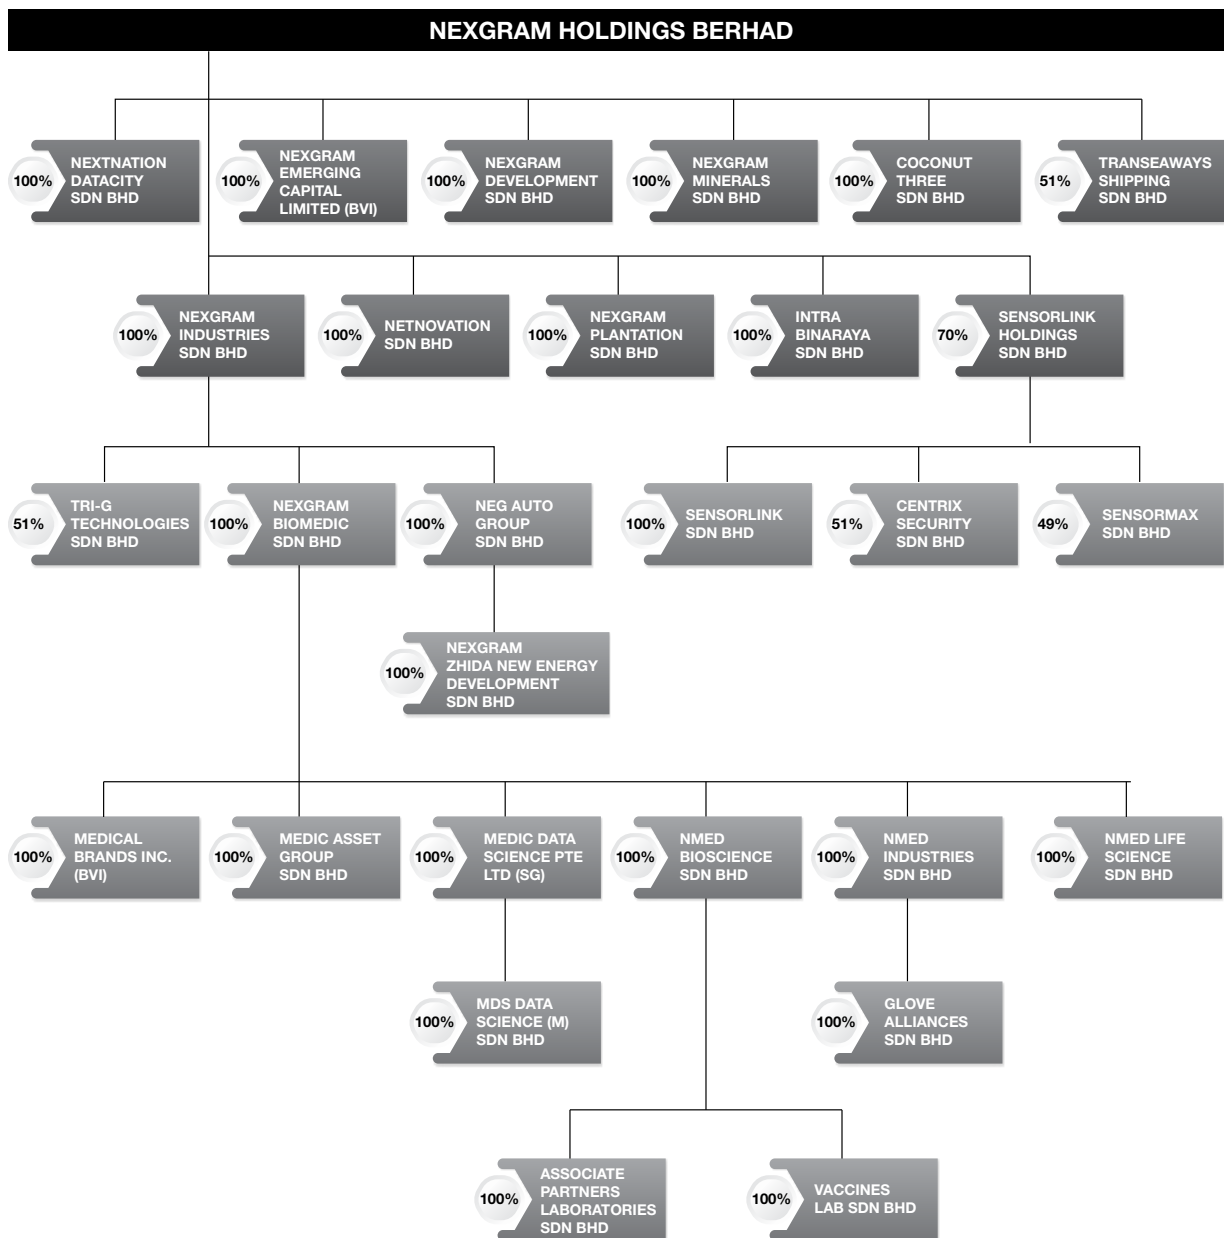 NEXGRAM HOLDINGS BERHAD
100%
NEXTNATION
DATACITY
SDN BHD
100%
NEXGRAM
EMERGING
CAPITAL
LIMITED (BVI)
100%
NEXGRAM
DEVELOPMENT
SDN BHD
100%
NEXGRAM
MINERALS
SDN BHD
100%
COCONUT
THREE
SDN BHD
51%
TRANSEAWAYS
SHIPPING
SDN BHD
100%
NEXGRAM
INDUSTRIES
SDN BHD
100%
NETNOVATION
SDN BHD
100%
NEXGRAM
PLANTATION
SDN BHD
100%
INTRA
BINARAYA
SDN BHD
70%
SENSORLINK
HOLDINGS
SDN BHD
51%
TRI-G
TECHNOLOGIES
SDN BHD
100%
NEXGRAM
BIOMEDIC
SDN BHD
100%
NEG AUTO
GROUP
SDN BHD
100%
SENSORLINK
SDN BHD
51%
CENTRIX
SECURITY
SDN BHD
49%
SENSORMAX
SDN BHD
100%
NEXGRAM
ZHIDA NEW ENERGY
DEVELOPMENT
SDN BHD
100%
MEDICAL
BRANDS INC.
(BVI)
100%
MEDIC ASSET
GROUP
SDN BHD
100%
MEDIC DATA
SCIENCE PTE
LTD (SG)
100%
NMED
BIOSCIENCE
SDN BHD
100%
NMED
INDUSTRIES
SDN BHD
100%
NMED LIFE
SCIENCE
SDN BHD
100%
MDS DATA
SCIENCE (M)
SDN BHD
100%
GLOVE
ALLIANCES
SDN BHD
100%
ASSOCIATE
PARTNERS
LABORATORIES
SDN BHD
100%
VACCINES
LAB SDN BHD